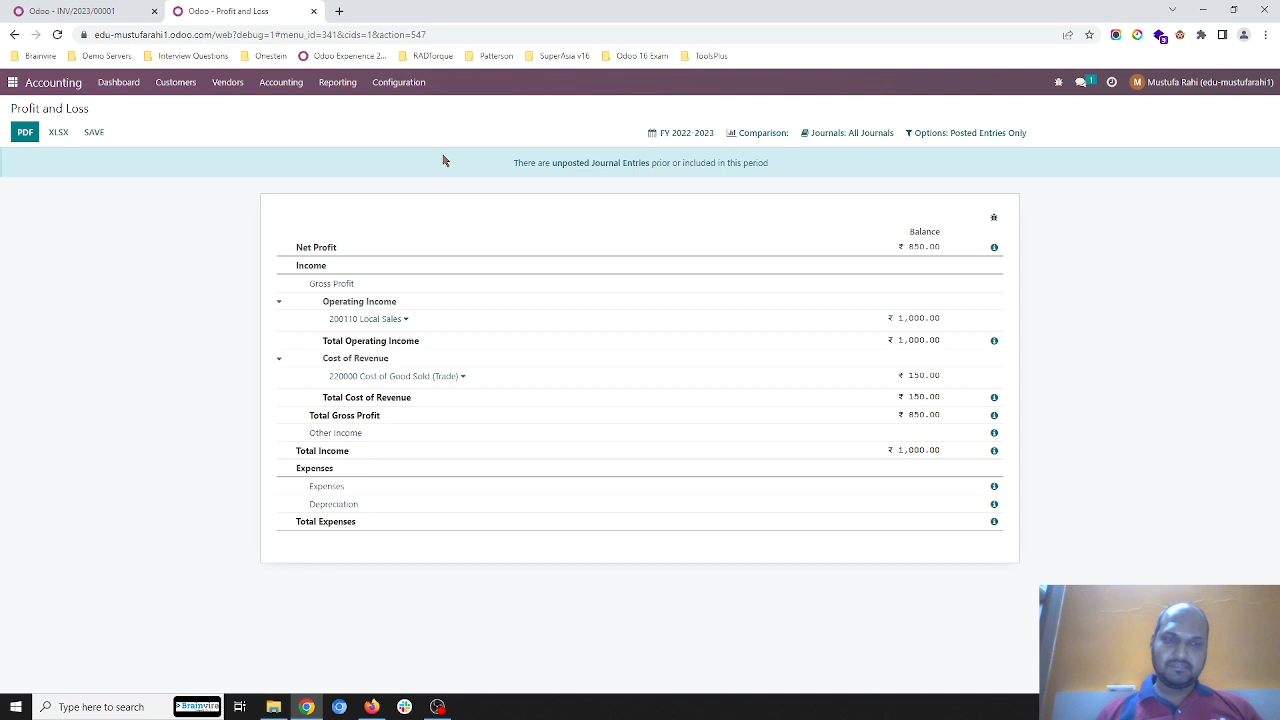 Odoo - INV/2023/00001
Odoo - Profit and Loss
edu-mustufarahi1.odoo.com/web?debug=1#menu_id=341&cids=1&action=547
Brainvire
Demo Servers
Interview Questions
Onestein
Odoo Experience 2...
RADTorque
Patterson
SuperAsia v16
Odoo 16 Exam
ToolsPlus
Accounting Dashboard Customers Vendors Accounting Reporting Configuration
1
M Mustufa Rahi (edu-mustufarahi1)
Profit and Loss
PDF XLSX SAVE
FY 2022-2023 Comparison: Journals: All Journals Options: Posted Entries Only
There are unposted Journal Entries prior or included in this period
Balance
Net Profit ₹ 850.00
Income
Gross Profit
Operating Income
200110 Local Sales ₹ 1,000.00
Total Operating Income ₹ 1,000.00
Cost of Revenue
220000 Cost of Good Sold (Trade) ₹ 150.00
Total Cost of Revenue ₹ 150.00
Total Gross Profit ₹ 850.00
Other Income
Total Income ₹ 1,000.00
Expenses
Expenses
Depreciation
Total Expenses
Type here to search
> Brainvire